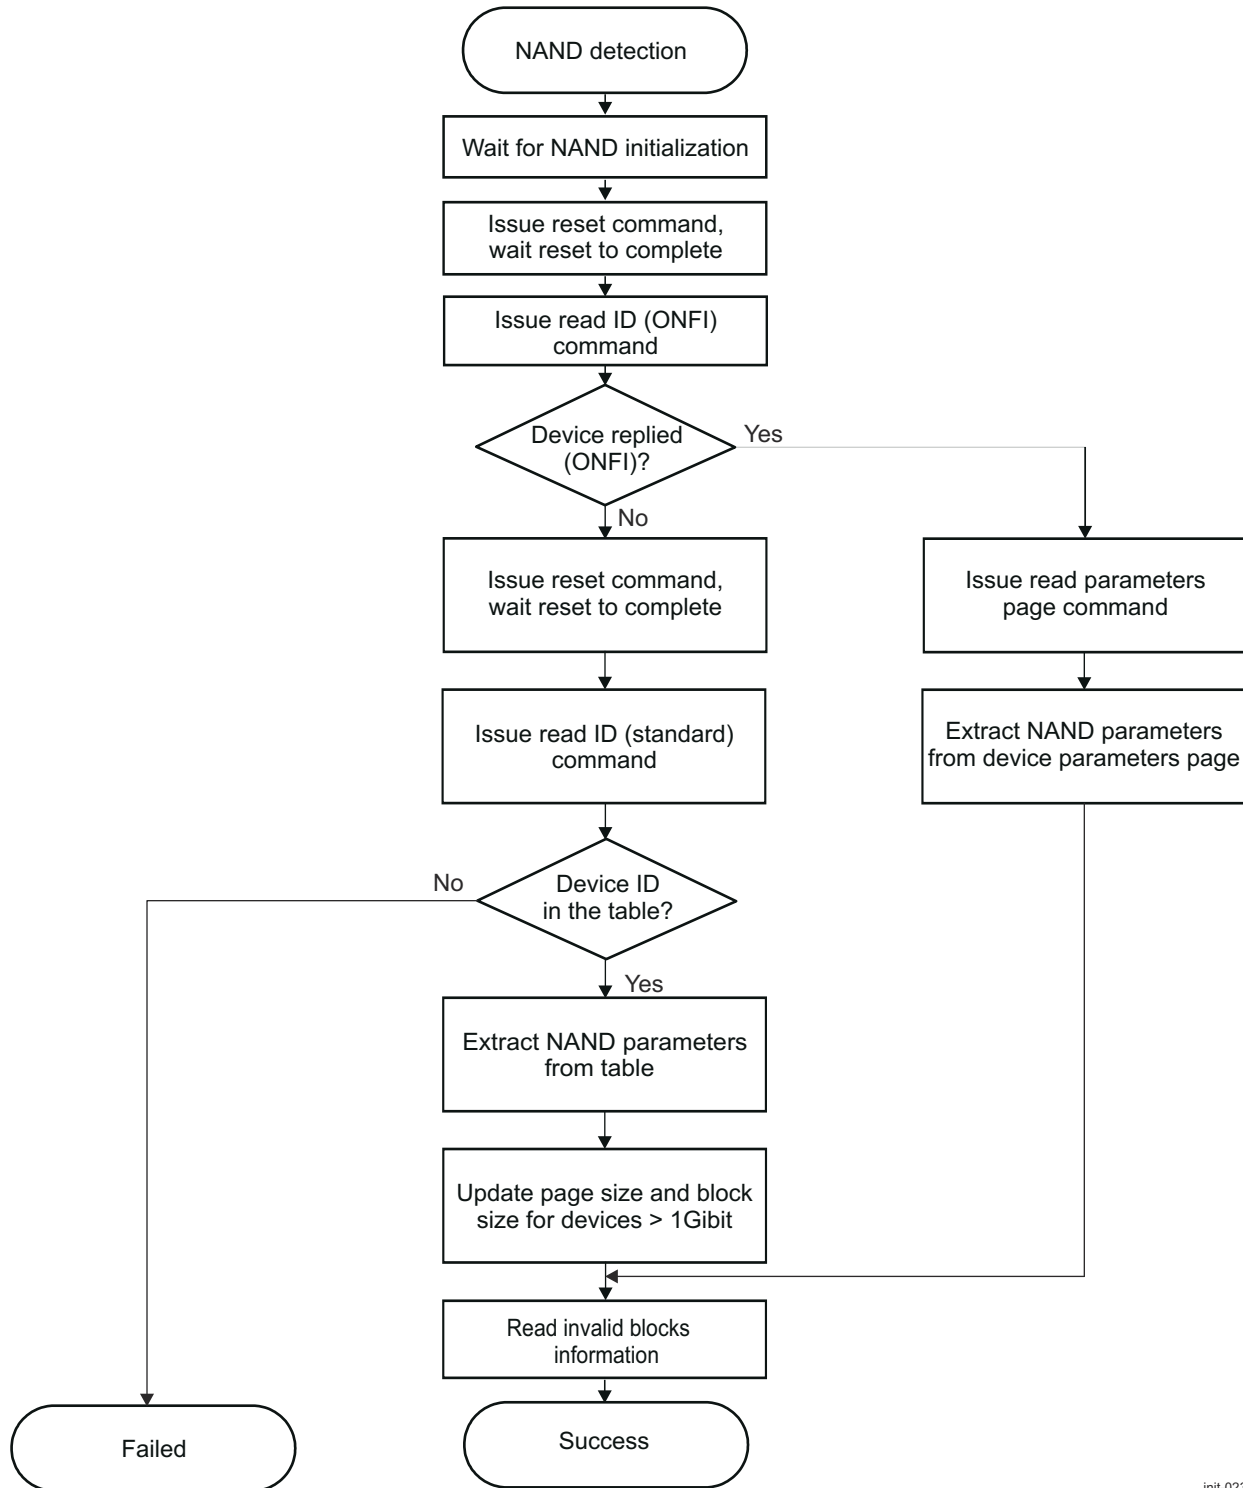 NAND detection
Wait for NAND initialization
Issue reset command,
wait reset to complete
Issue read ID (ONFI)
command
Device replied
(ONFI)?
Yes
No
Issue reset command,
wait reset to complete
Issue read parameters
page command
Issue read ID (standard)
command
Extract NAND parameters
from device parameters page
No
Device ID
in the table?
Yes
Extract NAND parameters
from table
Update page size and block
size for devices > 1Gibit
Read invalid blocks
information
Failed
Success